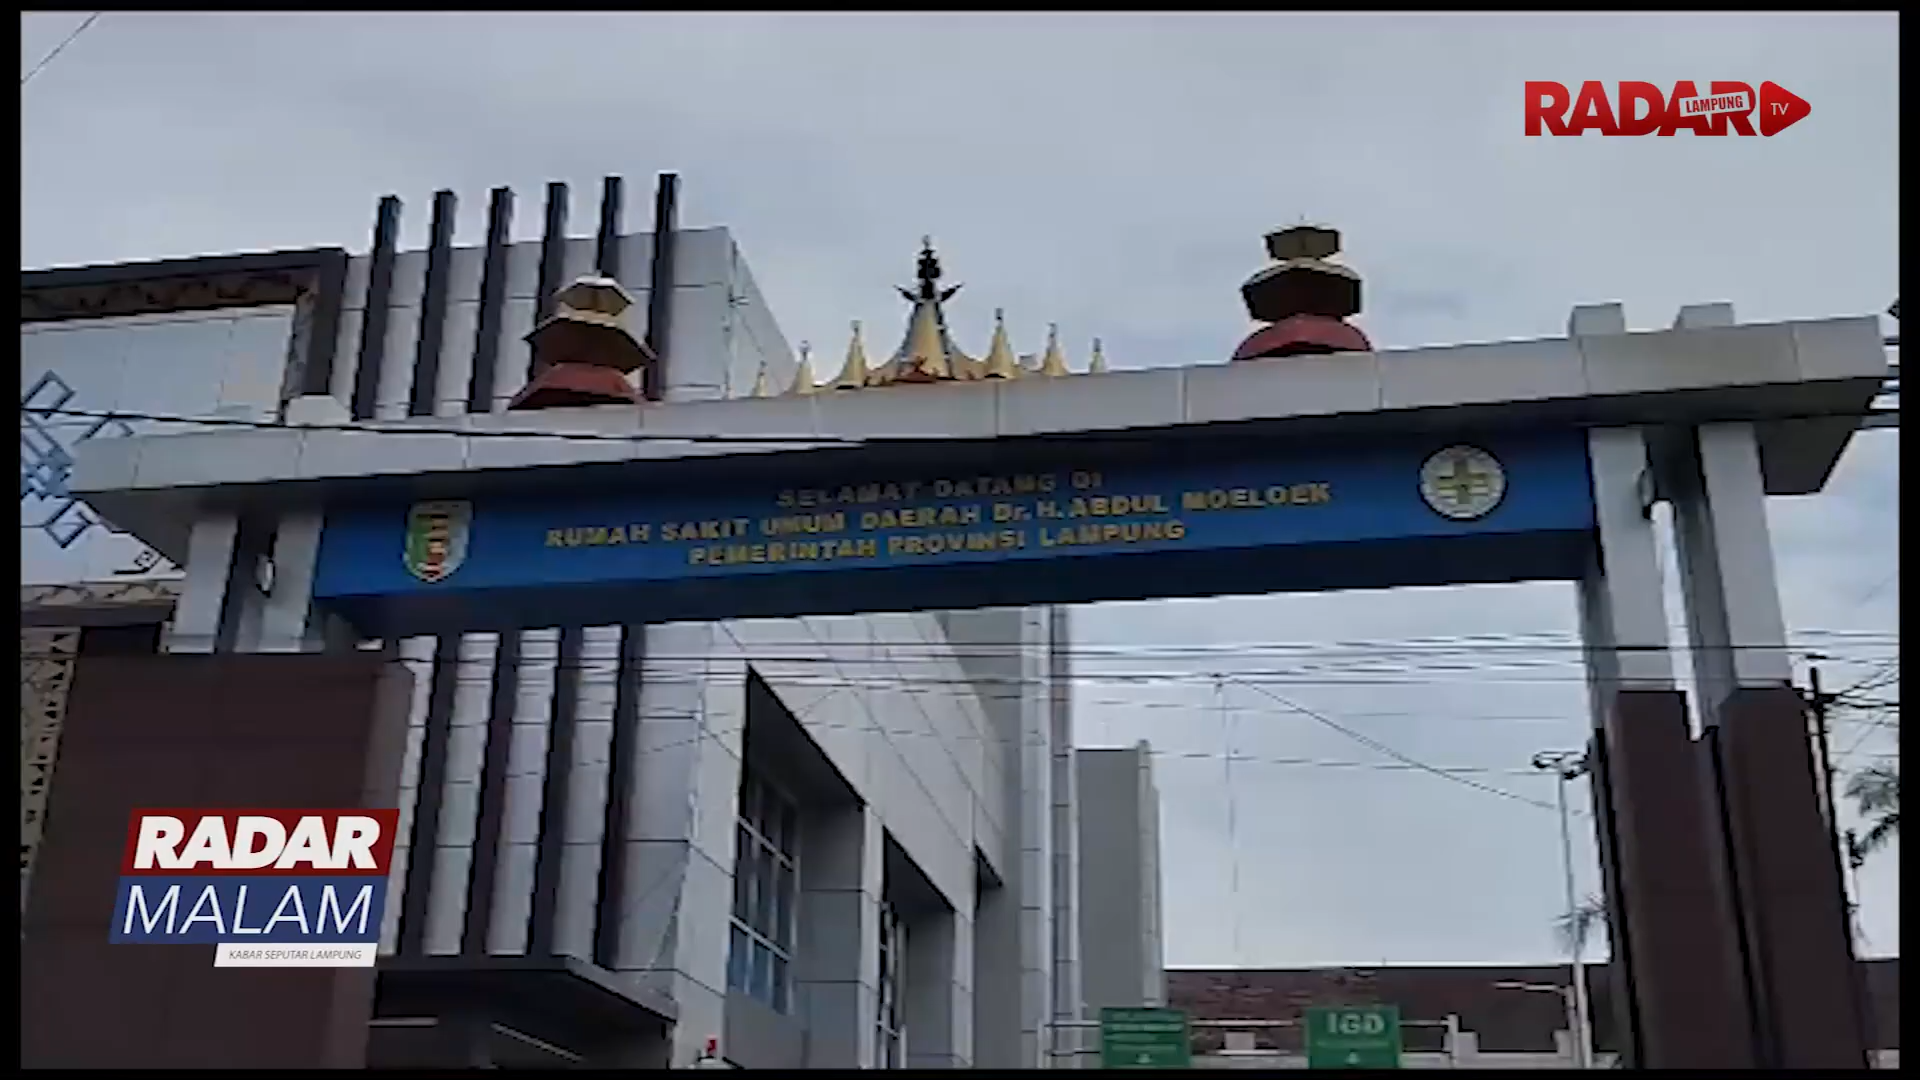 RADAR LAMPUNG TV
SELAMAT DATANG DI
RUMAH SAKIT UMUM DAERAH Dr. H. ABDUL MOELOEK
PEMERINTAH PROVINSI LAMPUNG
RADAR
MALAM
KABAR SEPUTAR LAMPUNG
IGD